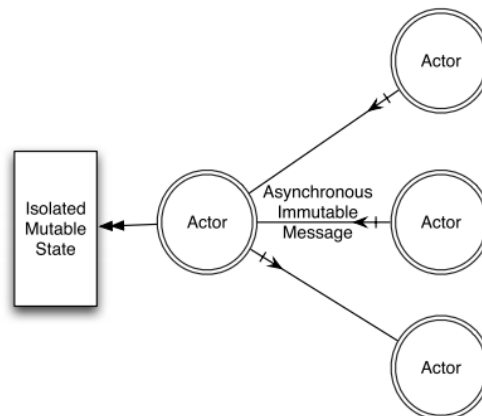 Actor
Isolated
Mutable
State
Actor
Asynchronous
Immutable
Message
Actor
Actor